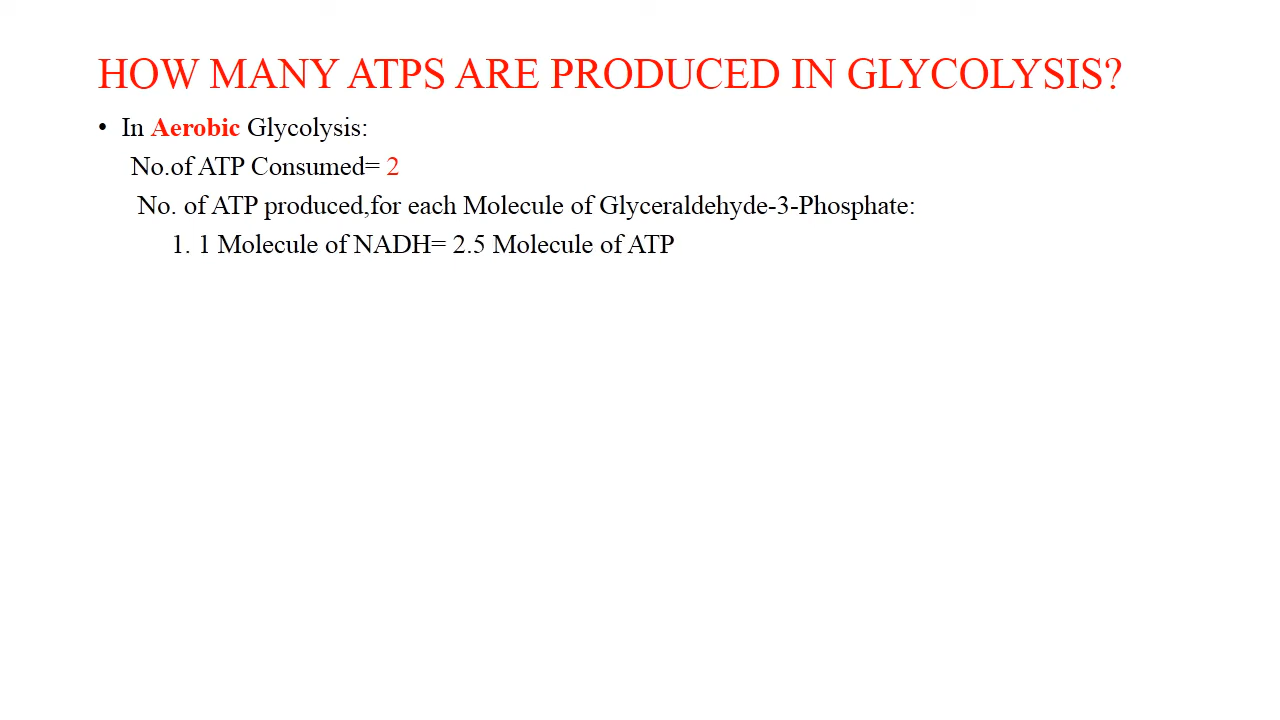 HOW MANY ATPS ARE PRODUCED IN GLYCOLYSIS?
• In Aerobic Glycolysis:
No.of ATP Consumed= 2
No. of ATP produced,for each Molecule of Glyceraldehyde-3-Phosphate:
1. 1 Molecule of NADH= 2.5 Molecule of ATP